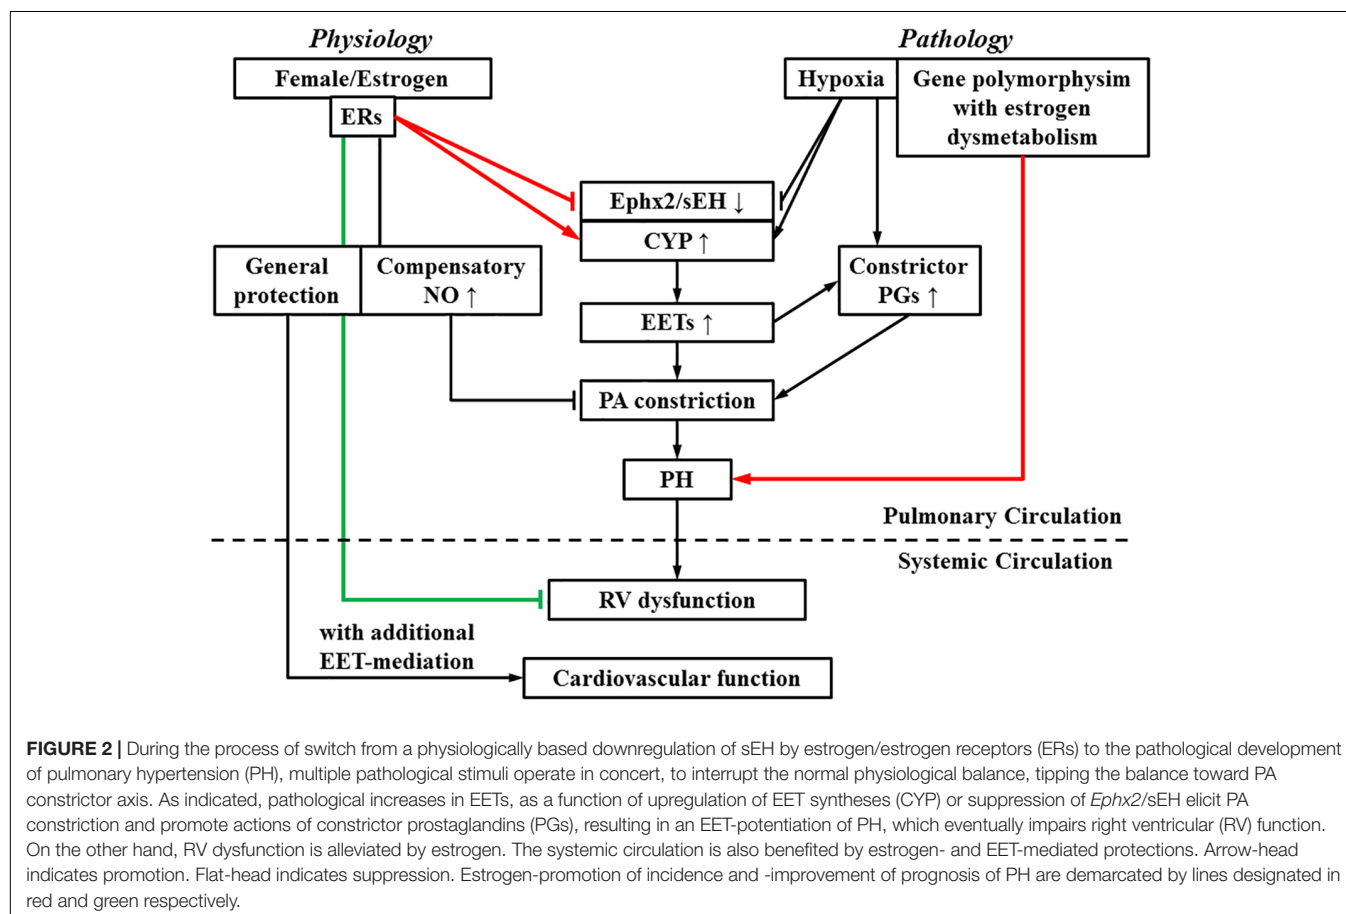 Physiology
Pathology
Female/Estrogen
ERs
Hypoxia
Gene polymorphysim
with estrogen
dysmetabolism
Ephx2/sEH ↓
CYP ↑
General
protection
Compensatory
NO ↑
Constrictor
PGs ↑
EETs ↑
PA constriction
PH
Pulmonary Circulation
Systemic Circulation
RV dysfunction
with additional
EET-mediation
Cardiovascular function
FIGURE 2 | During the process of switch from a physiologically based downregulation of sEH by estrogen/estrogen receptors (ERs) to the pathological development
of pulmonary hypertension (PH), multiple pathological stimuli operate in concert, to interrupt the normal physiological balance, tipping the balance toward PA
constrictor axis. As indicated, pathological increases in EETs, as a function of upregulation of EET syntheses (CYP) or suppression of Ephx2/sEH elicit PA
constriction and promote actions of constrictor prostaglandins (PGs), resulting in an EET-potentiation of PH, which eventually impairs right ventricular (RV) function.
On the other hand, RV dysfunction is alleviated by estrogen. The systemic circulation is also benefited by estrogen- and EET-mediated protections. Arrow-head
indicates promotion. Flat-head indicates suppression. Estrogen-promotion of incidence and -improvement of prognosis of PH are demarcated by lines designated in
red and green respectively.